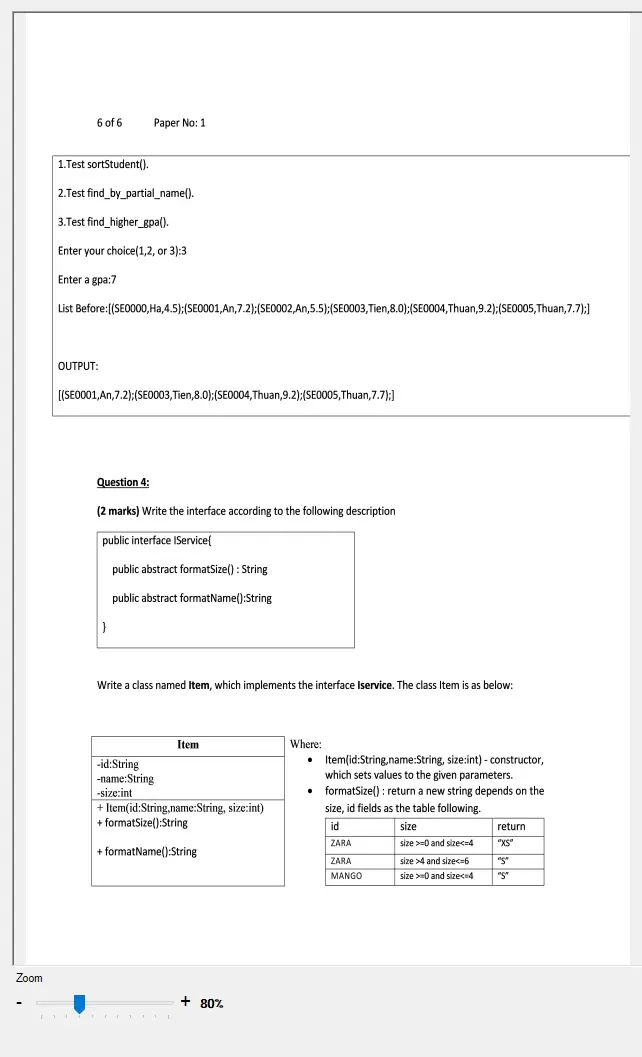 6 of 6 Paper No: 1
1.Test sortStudent().
2.Test find_by_partial_name().
3.Test find_higher_gpa().
Enter your choice(1,2, or 3):3
Enter a gpa:7
List Before:[(SE0000,Ha,4.5);(SE0001,An,7.2);(SE0002,An,5.5);(SE0003,Tien,8.0);(SE0004,Thuan,9.2);(SE0005,Thuan,7.7);]
OUTPUT:
[(SE0001,An,7.2);(SE0003,Tien,8.0);(SE0004,Thuan,9.2);(SE0005,Thuan,7.7);]
Question 4:
(2 marks) Write the interface according to the following description
public interface IService{
public abstract formatSize() : String
public abstract formatName():String
}
Write a class named Item, which implements the interface Iservice. The class Item is as below:
Item
-id:String
-name:String
-size:int
+ Item(id:String,name:String, size:int)
+ formatSize():String
+ formatName():String
Where:
• Item(id:String,name:String, size:int) - constructor,
which sets values to the given parameters.
• formatSize() : return a new string depends on the
size, id fields as the table following.
id size return
ZARA size >=0 and size<=4 “XS”
ZARA size >4 and size<=6 “S”
MANGO size >=0 and size<=4 “S”
Zoom
- + 80%